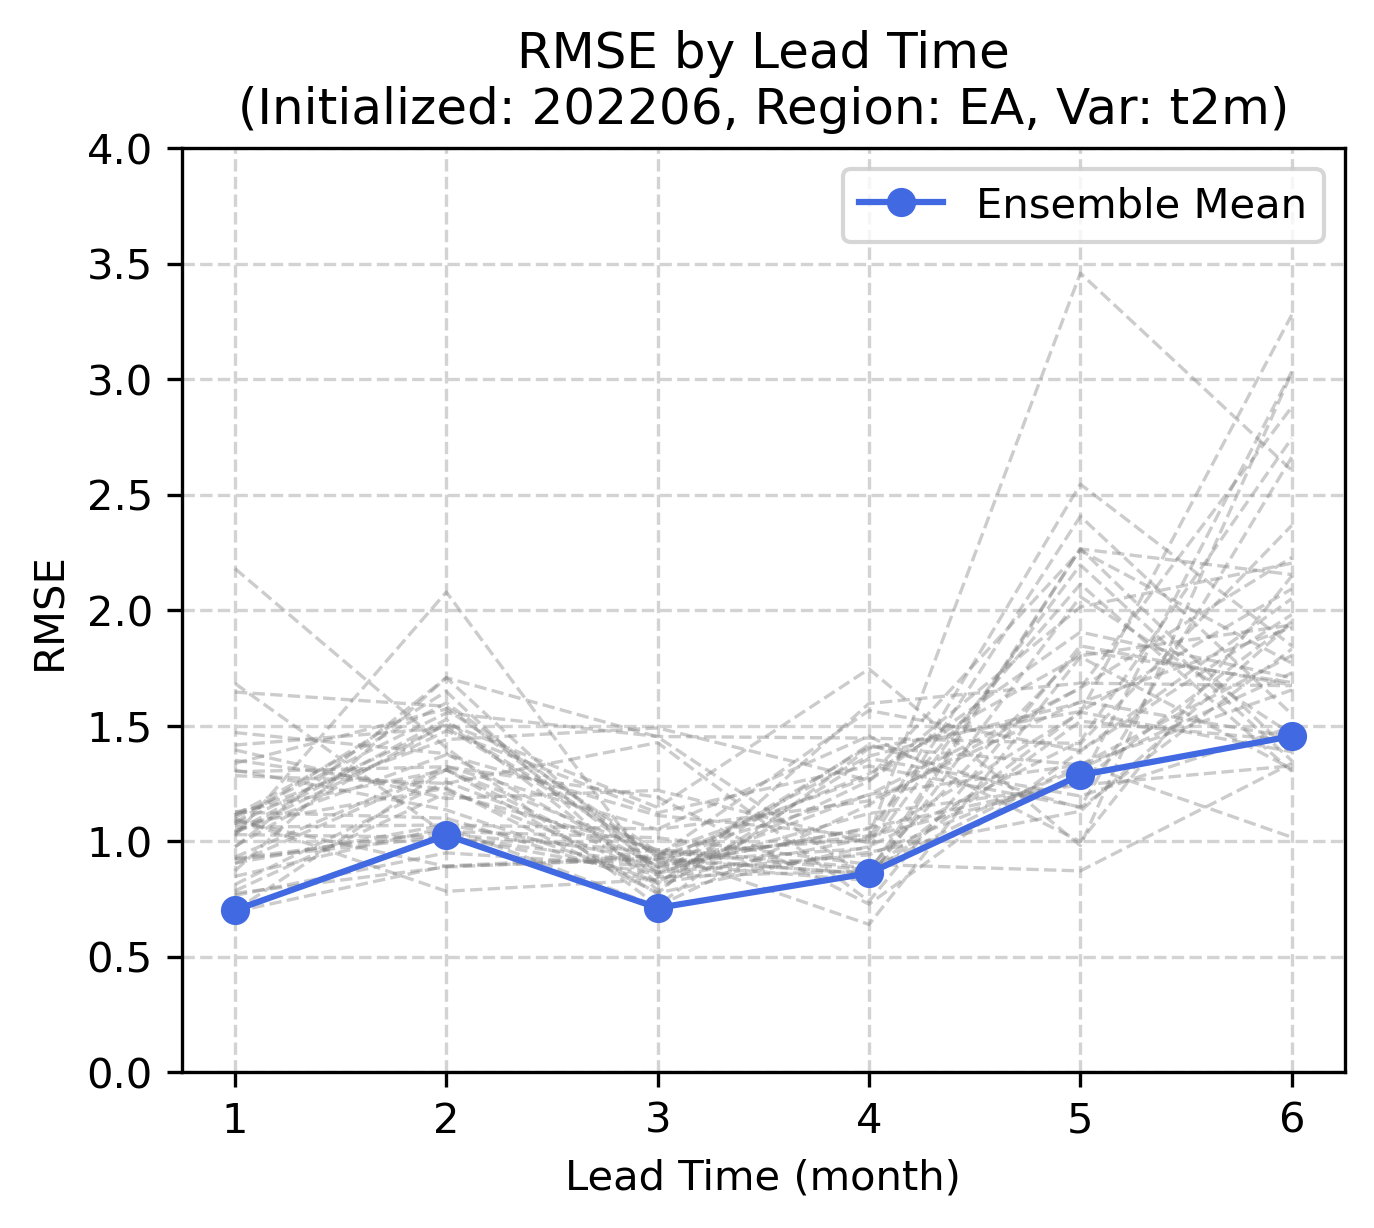 RMSE by Lead Time
(Initialized: 202206, Region: EA, Var: t2m)
4.0
3.5
3.0
2.5
2.0
1.5
1.0
0.5
0.0
RMSE
Ensemble Mean
1 2 3 4 5 6
Lead Time (month)